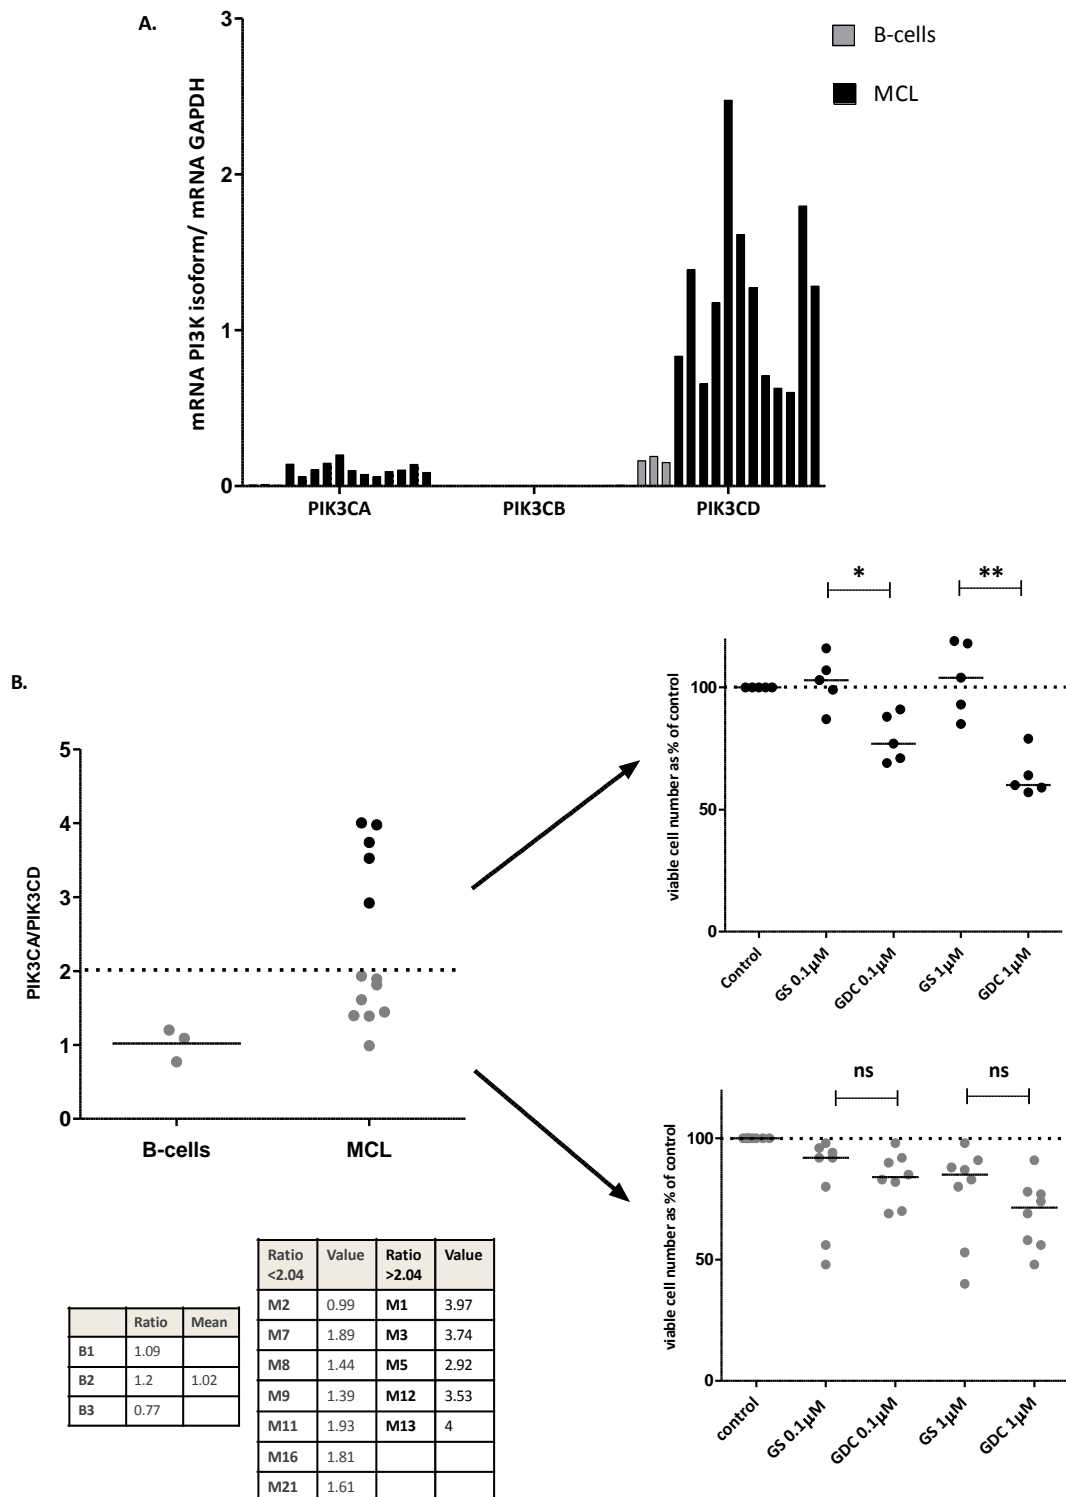 A.
3
2
1
0
mRNA PI3K isoform/ mRNA GAPDH
B-cells
MCL
PIK3CA
PIK3CB
PIK3CD
B.
5
4
3
2
1
0
PIK3CA/PIK3CD
B-cells
MCL
* **
100
50
0
viable cell number as % of control
Control
GS 0.1µM
GDC 0.1µM
GS 1µM
GDC 1µM
ns ns
100
50
0
viable cell number as % of control
control
GS 0.1µM
GDC 0.1µM
GS 1µM
GDC 1µM
Ratio Mean
B1 1.09
B2 1.2 1.02
B3 0.77
Ratio Value Ratio Value
<2.04 >2.04
M2 0.99 M1 3.97
M7 1.89 M3 3.74
M8 1.44 M5 2.92
M9 1.39 M12 3.53
M11 1.93 M13 4
M16 1.81
M21 1.61